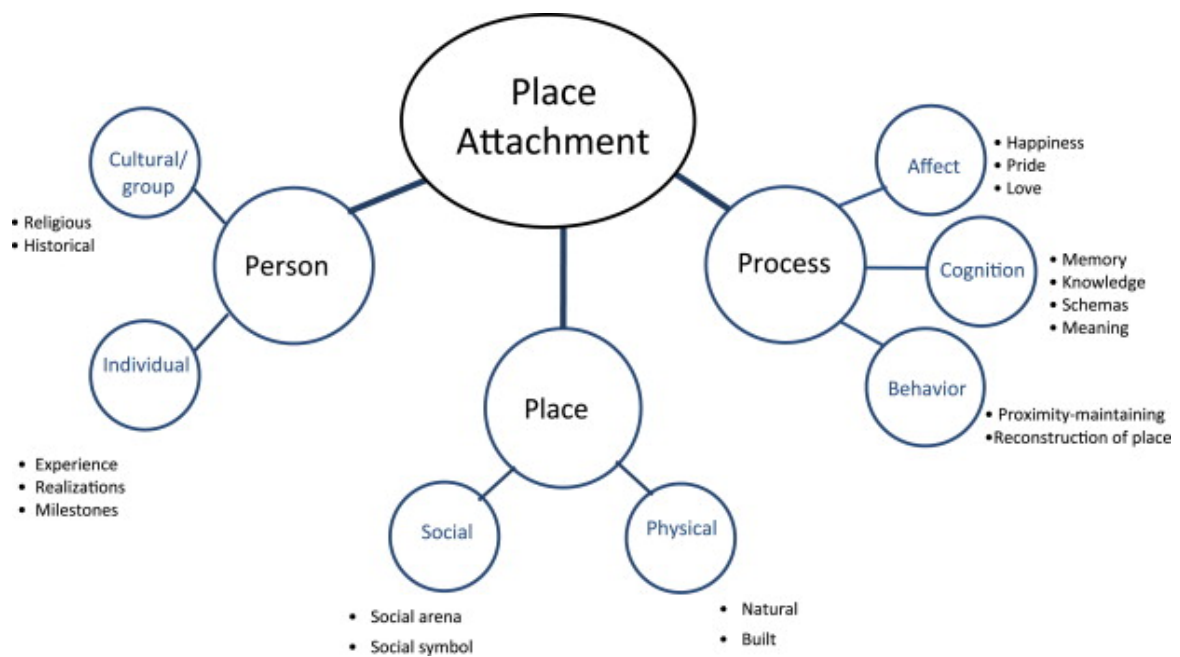 Place
Attachment
Cultural/
group
• Religious
• Historical
Person
Individual
• Experience
• Realizations
• Milestones
Place
Social
• Social arena
• Social symbol
Physical
• Natural
• Built
Process
Affect
• Happiness
• Pride
• Love
Cognition
• Memory
• Knowledge
• Schemas
• Meaning
Behavior
• Proximity-maintaining
•Reconstruction of place